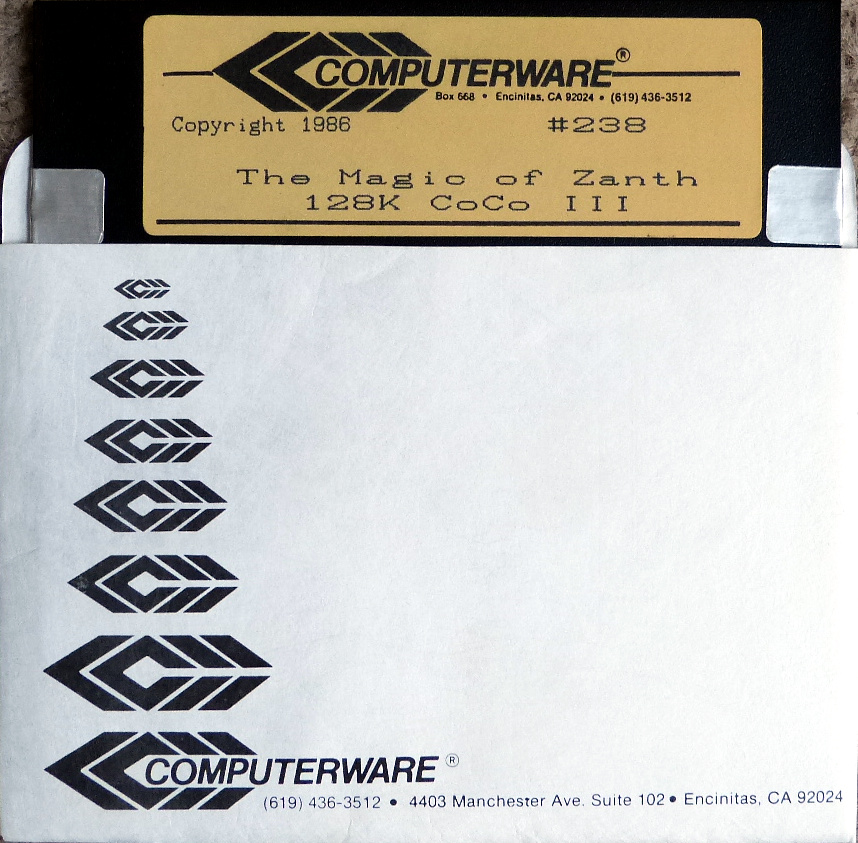 COMPUTERWARE®
Box 668 • Encinitas, CA 92024 • (619) 436-3512
Copyright 1986 #238
The Magic of Zanth
128K CoCo III
COMPUTERWARE®
(619) 436-3512 • 4403 Manchester Ave. Suite 102 • Encinitas, CA 92024